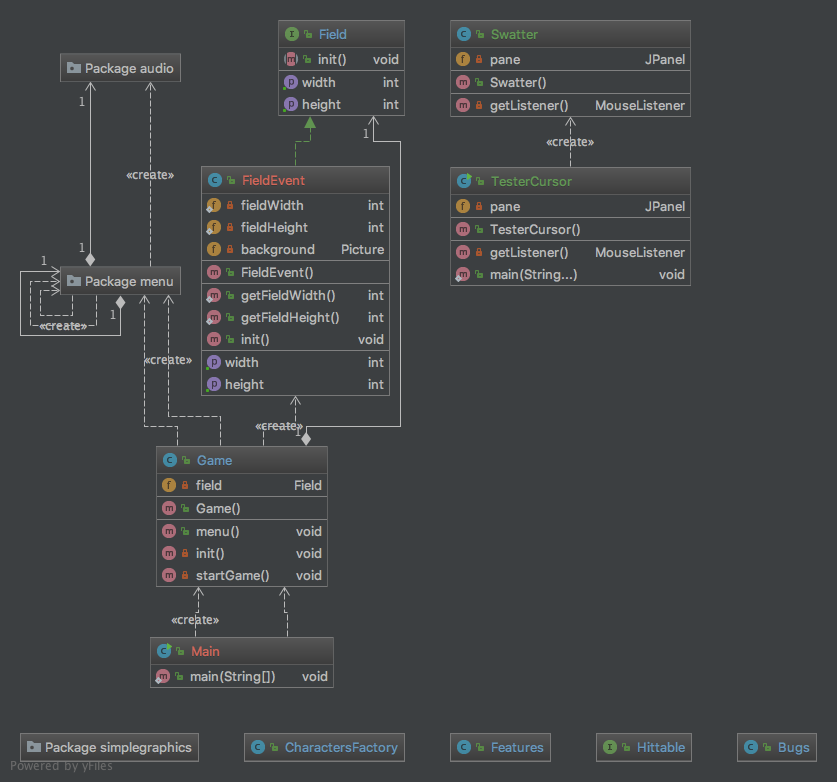 Field
init() void
width int
height int
Swatter
pane JPanel
Swatter()
getListener() MouseListener
Package audio
1
1
«create»
«create»
FieldEvent
fieldWidth int
fieldHeight int
background Picture
FieldEvent()
getFieldWidth() int
getFieldHeight() int
init() void
width int
height int
TesterCursor
pane JPanel
TesterCursor()
getListener() MouseListener
main(String...) void
1
1
Package menu
1
«create»
«create»
«create»
1
Game
field Field
Game()
menu() void
init() void
startGame() void
«create»
Main
main(String[]) void
Package simplegraphics
CharactersFactory
Features
Hittable
Bugs
Powered by yFiles